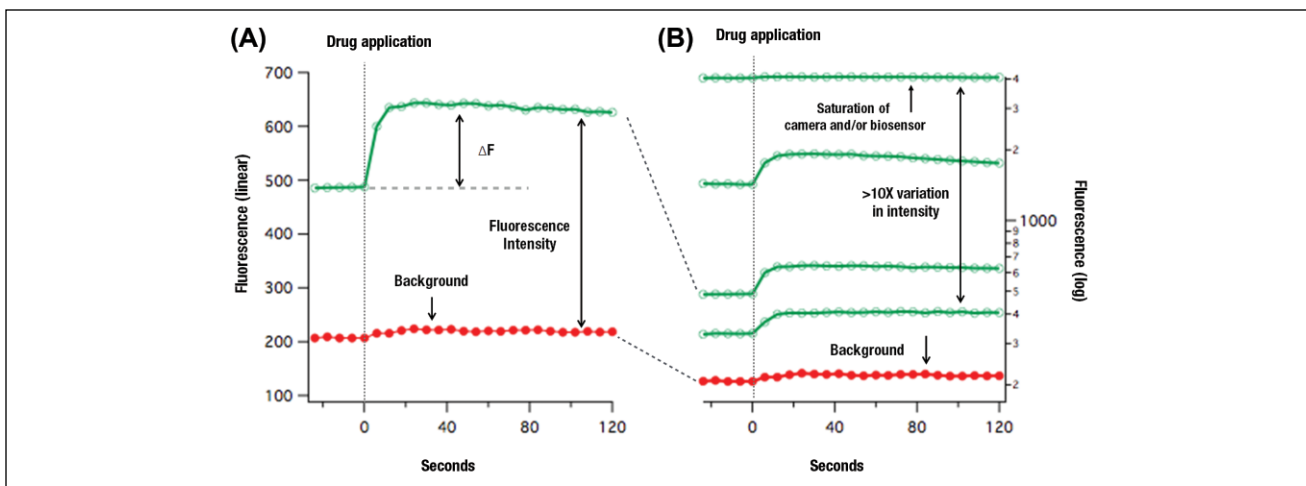 (A)
Drug application
700
600
500
400
300
200
100
Fluorescence (linear)
ΔF
Fluorescence
Intensity
Background
0
40
80
120
Seconds
(B)
Drug application
4
3
2
1000
9
8
7
6
5
4
3
2
Fluorescence (log)
Saturation of
camera and/or biosensor
>10X variation
in intensity
Background
0
40
80
120
Seconds